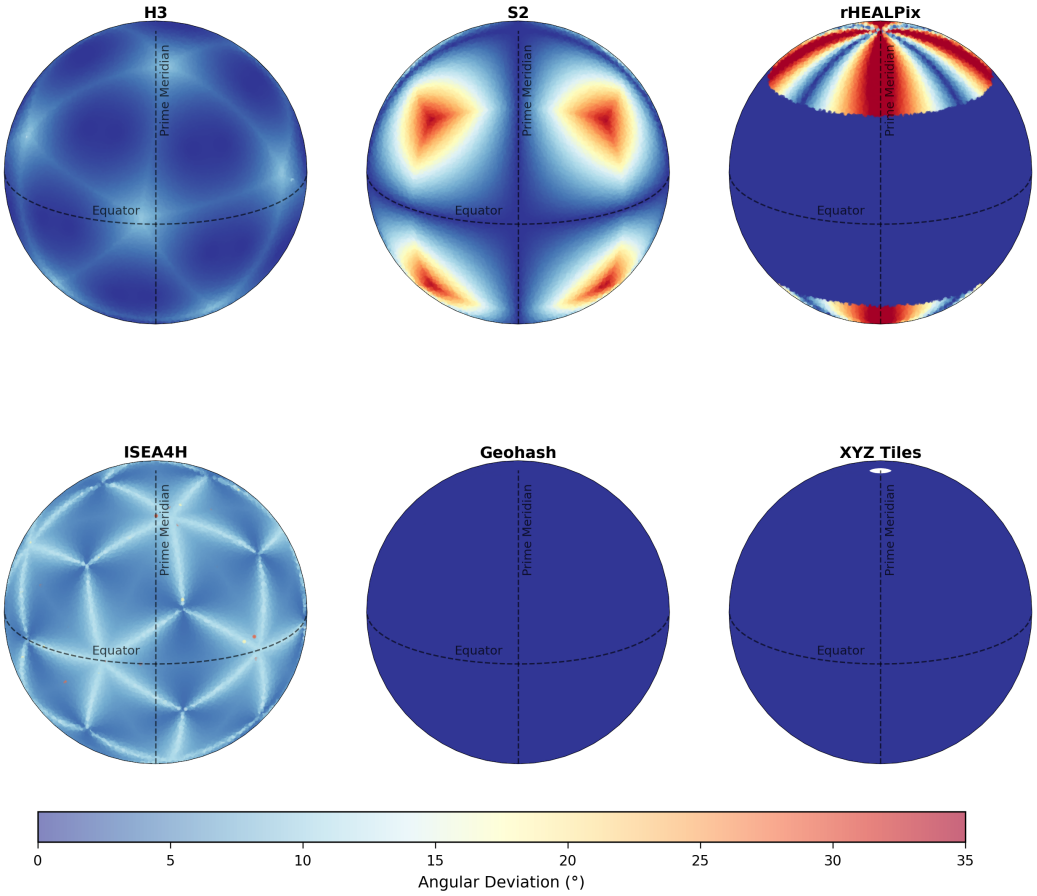 H3
S2
rHEALPix
Prime Meridian
Prime Meridian
Prime Meridian
Equator
Equator
Equator
ISEA4H
Geohash
XYZ Tiles
Prime Meridian
Prime Meridian
Prime Meridian
Equator
Equator
Equator
0 5 10 15 20 25 30 35
Angular Deviation (°)